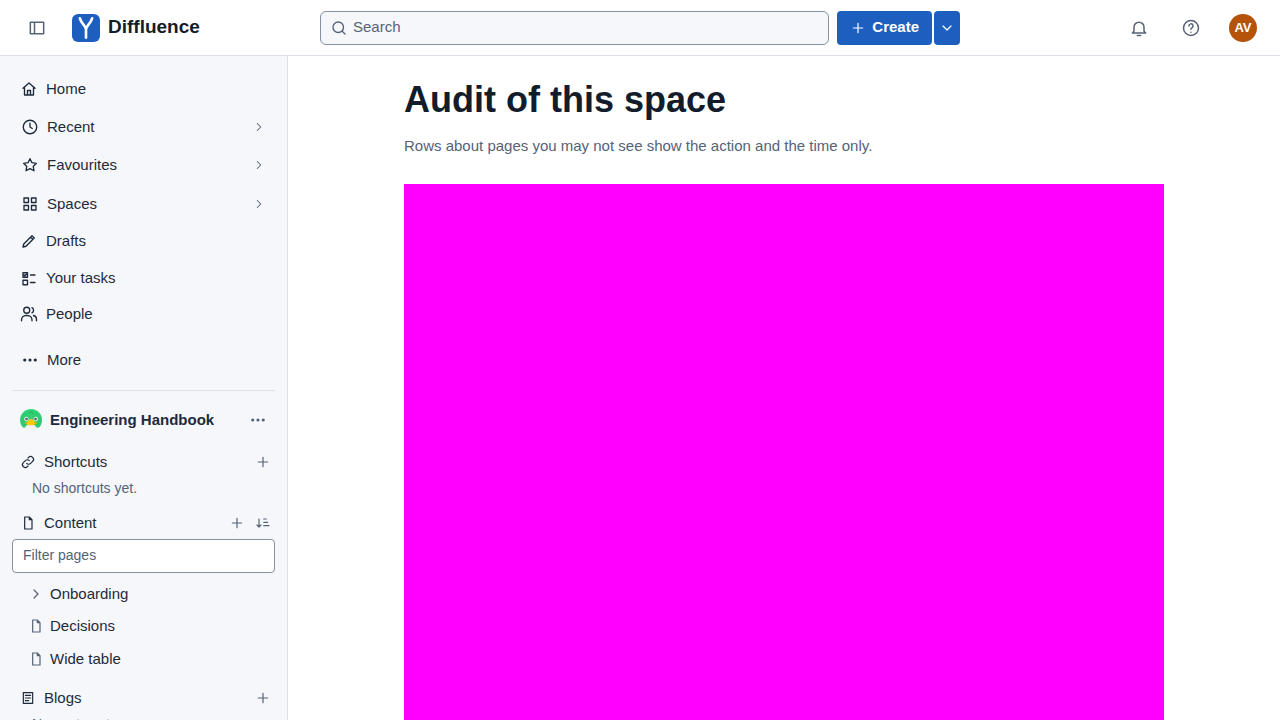 Diffluence
Search
Create
AV
Home
Recent
Favourites
Spaces
Drafts
Your tasks
People
More
Engineering Handbook
Shortcuts
No shortcuts yet.
Content
Filter pages
Onboarding
Decisions
Wide table
Blogs
Audit of this space
Rows about pages you may not see show the action and the time only.